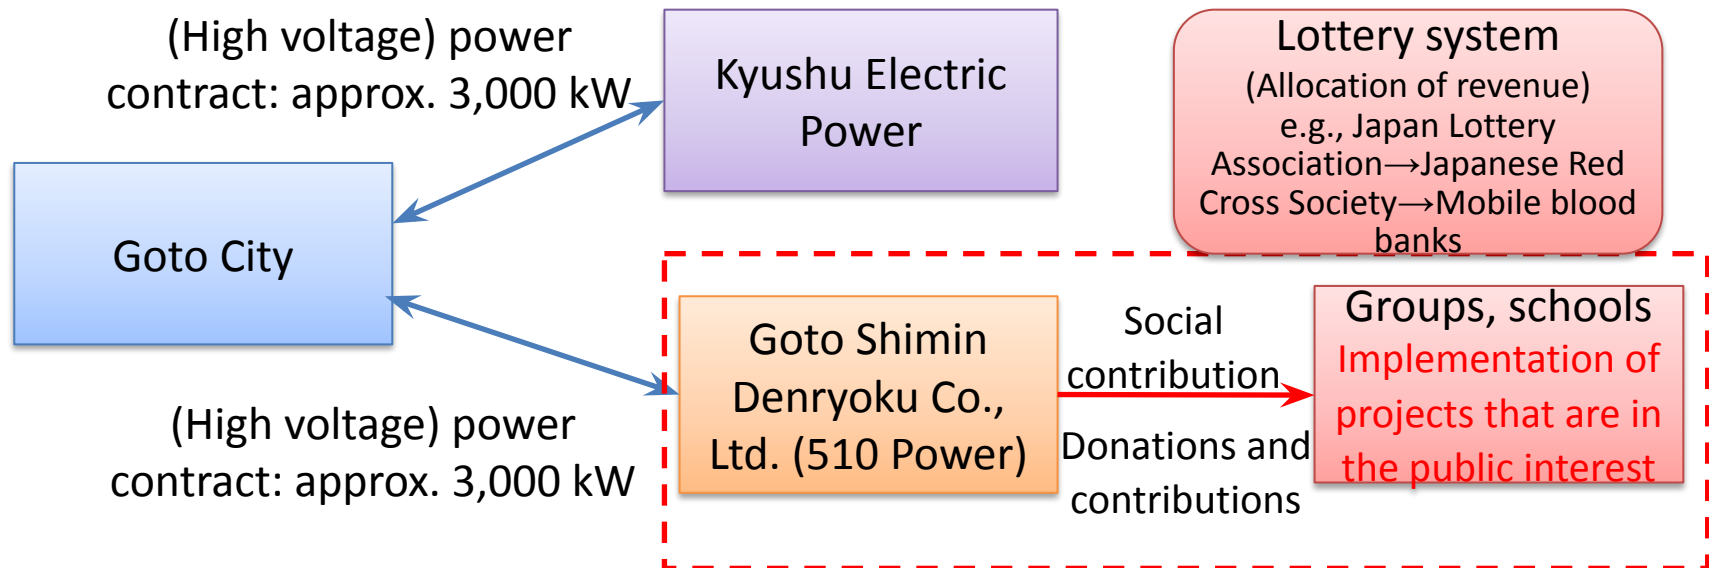 (High voltage) power
contract: approx. 3,000 kW
Kyushu Electric
Power
Lottery system
(Allocation of revenue)
e.g., Japan Lottery
Association→Japanese Red
Cross Society→Mobile blood
banks
Goto City
Goto Shimin
Denryoku Co.,
Ltd. (510 Power)
Social
contribution
Donations and
contributions
Groups, schools
Implementation of
projects that are in
the public interest
(High voltage) power
contract: approx. 3,000 kW